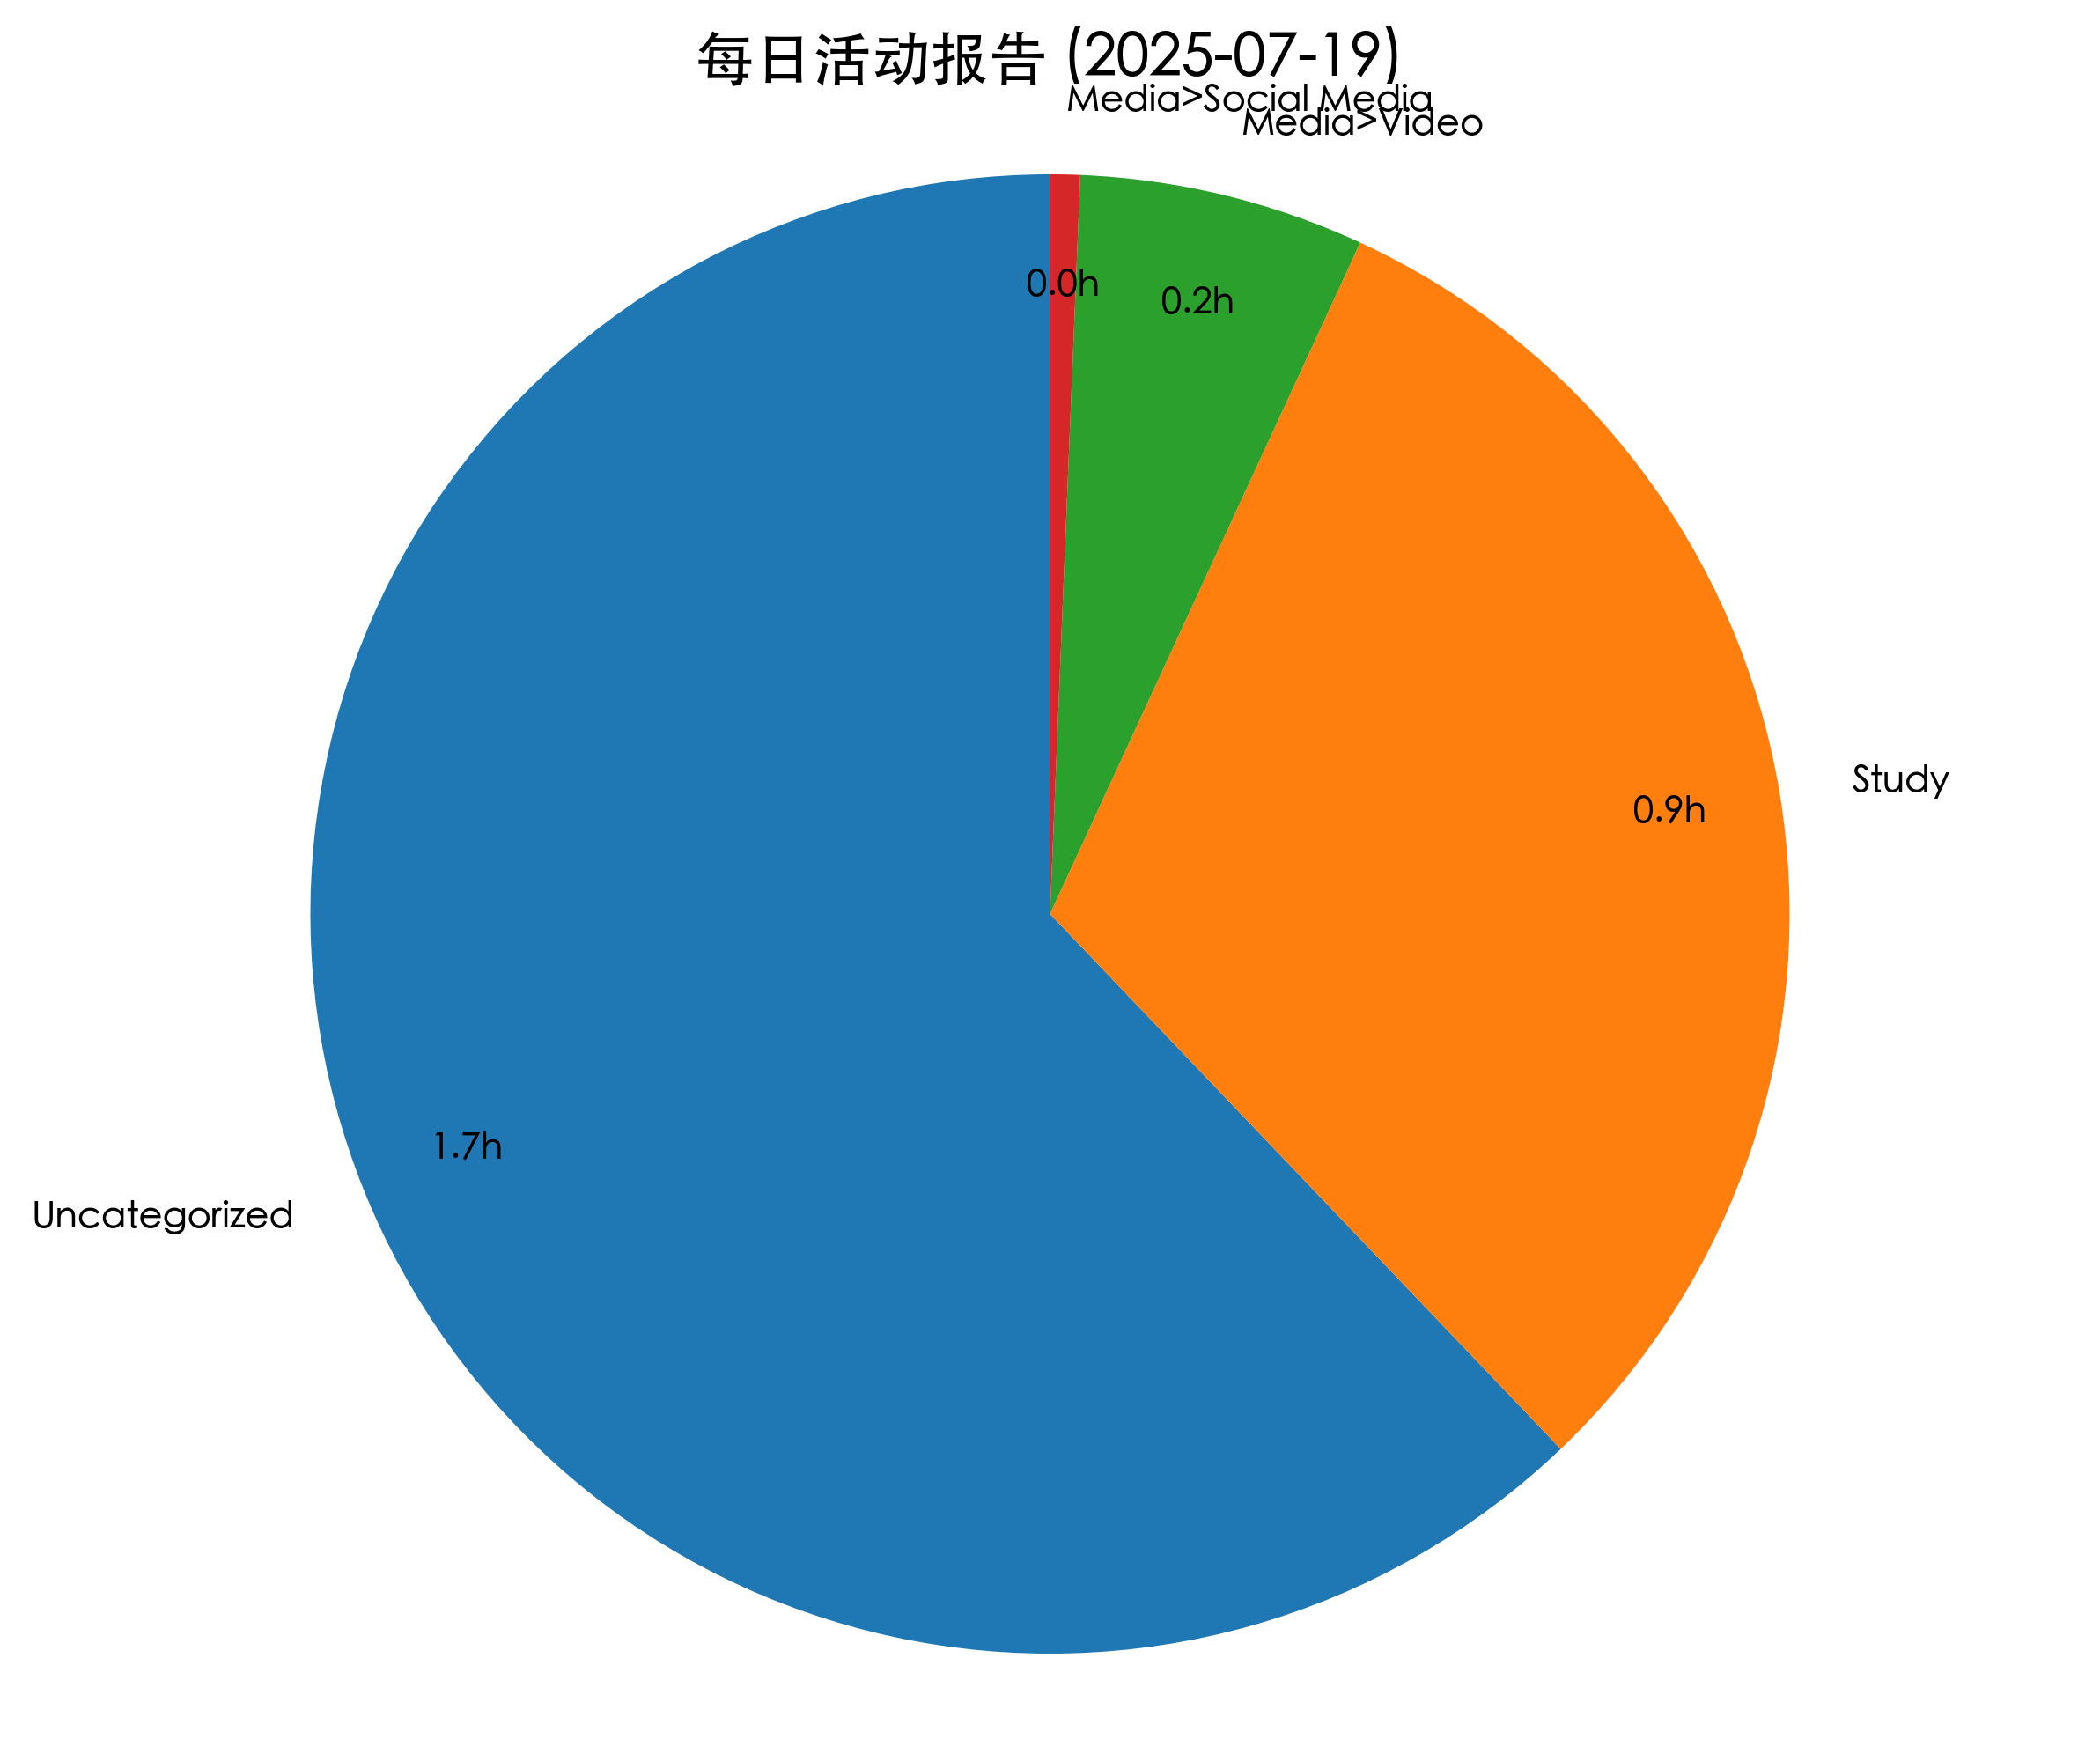 每日活动报告 (2025-07-19)
Media>Social Media
Media>Video
0.0h
0.2h
Study
0.9h
1.7h
Uncategorized